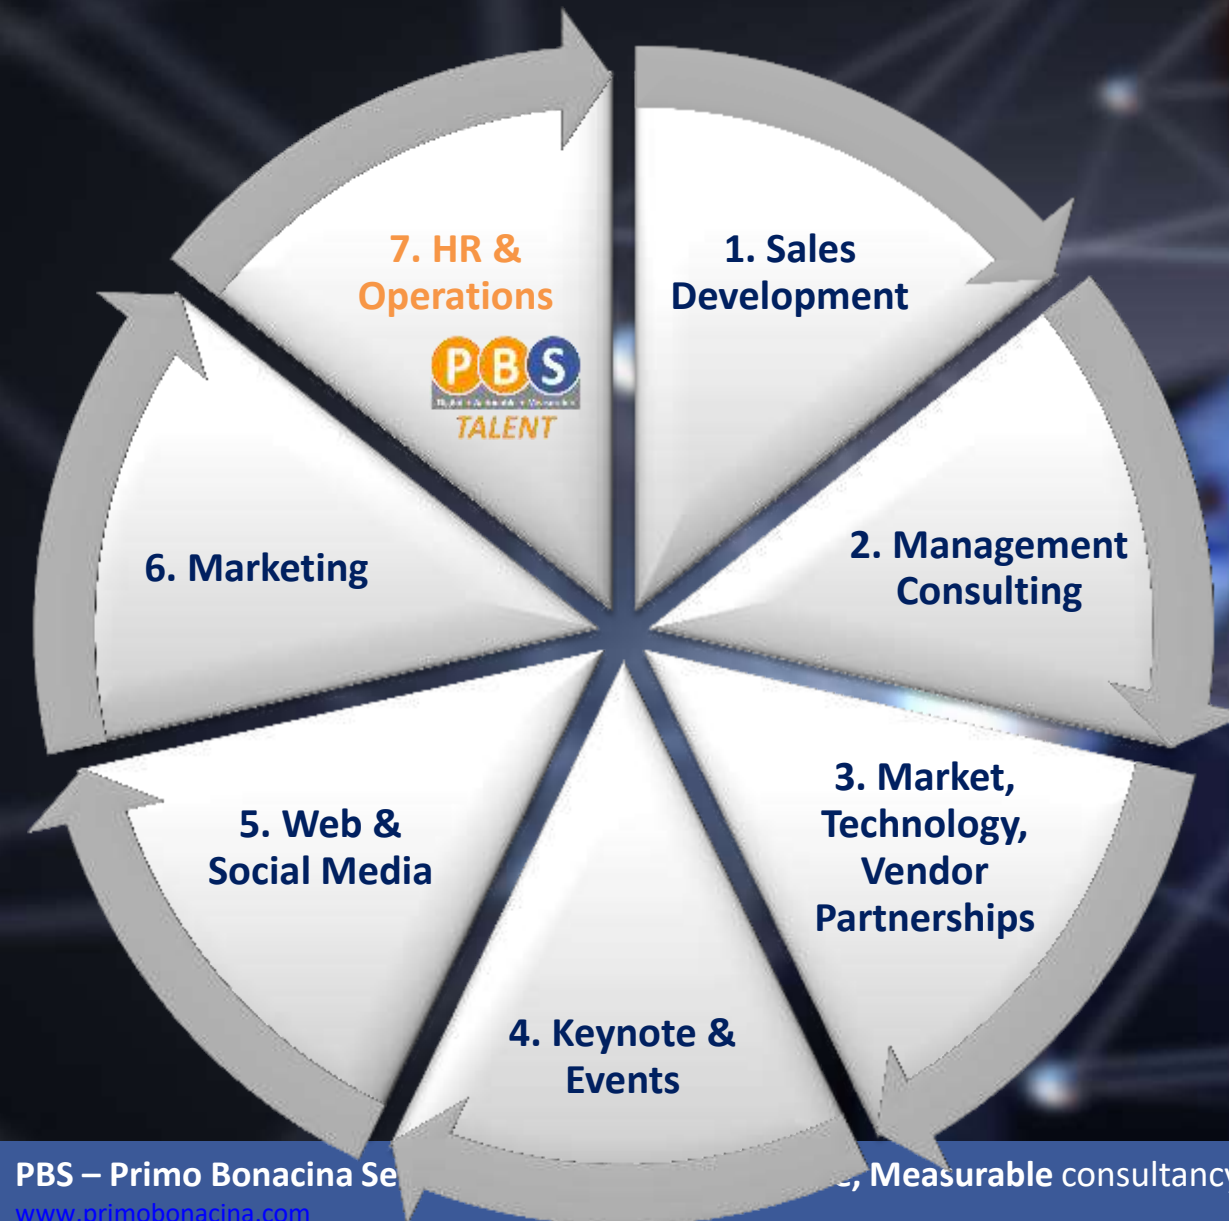 7. HR &
Operations
PBS
TALENT
1. Sales
Development
2. Management
Consulting
3. Market,
Technology,
Vendor
Partnerships
4. Keynote &
Events
5. Web &
Social Media
6. Marketing
PBS – Primo Bonacina Se , Measurable consultancy
www.primobonacina.com